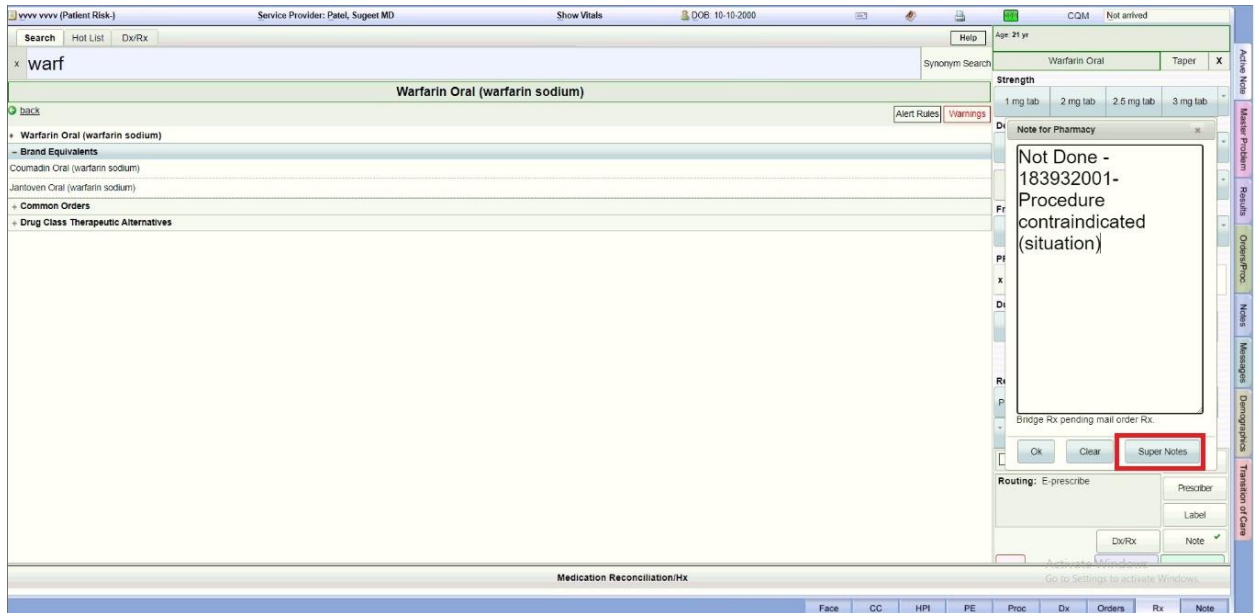 vvvv vvvv (Patient Risk-) Service Provider: Patel, Sugeet MD Show Vitals DOB: 10-10-2000 CQM Not arrived
Search Hot List Dx/Rx Help Age: 21 yr
x warf Synonym Search Warfarin Oral Taper X
Warfarin Oral (warfarin sodium) Strength
back Alert Rules Warnings 1 mg tab 2 mg tab 2.5 mg tab 3 mg tab
+ Warfarin Oral (warfarin sodium)
− Brand Equivalents
Coumadin Oral (warfarin sodium)
Jantoven Oral (warfarin sodium)
+ Common Orders
+ Drug Class Therapeutic Alternatives
Note for Pharmacy x
Not Done -
183932001-
Procedure
contraindicated
(situation)
Bridge Rx pending mail order Rx.
Ok Clear Super Notes
Routing: E-prescribe Prescriber
Label
Dx/Rx Note
Activate Windows
Go to Settings to activate Windows.
Medication Reconciliation/Hx
Face CC HPI PE Proc Dx Orders Rx Note
Active Note
Master Problem
Results
Orders/Proc.
Notes
Messages
Demographics
Transition of Care